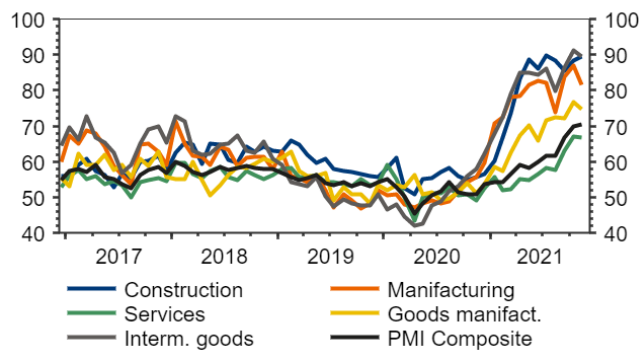 100 100
90 90
80 80
70 70
60 60
50 50
40 40
2017 2018 2019 2020 2021
Construction Manifacturing
Services Goods manifact.
Interm. goods PMI Composite